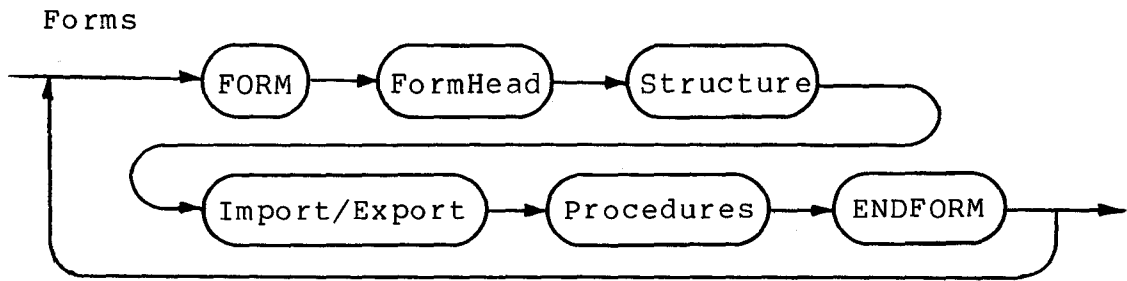 Forms
FORM FormHead Structure
Import/Export Procedures ENDFORM